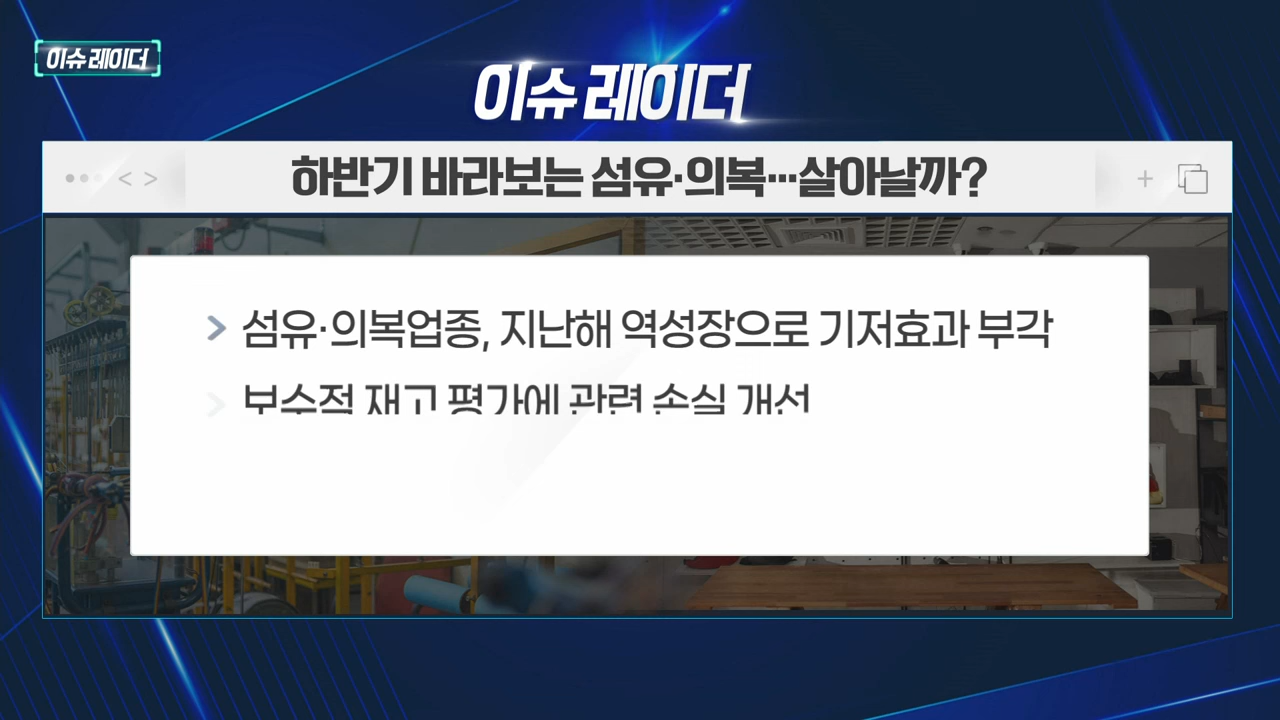 이슈 레이더
이슈 레이더
하반기 바라보는 섬유·의복…살아날까?
섬유·의복업종, 지난해 역성장으로 기저효과 부각
보수적 재고 평가에 관련 손실 개선